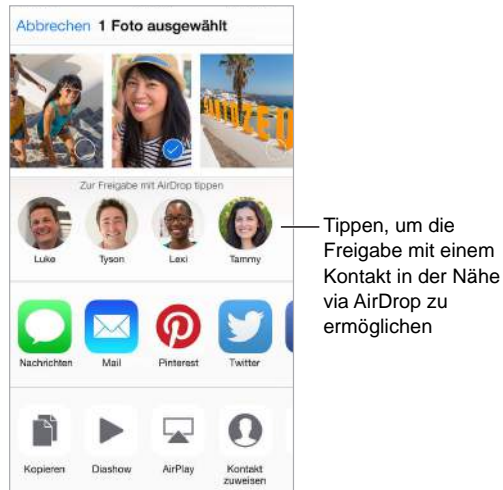 Abbrechen 1 Foto ausgewählt
Zur Freigabe mit AirDrop tippen
Luke Tyson Lexi Tammy
Tippen, um die
Freigabe mit einem
Kontakt in der Nähe
via AirDrop zu
ermöglichen
Nachrichten Mail Pinterest Twitter
Kopieren Diashow AirPlay Kontakt
zuweisen